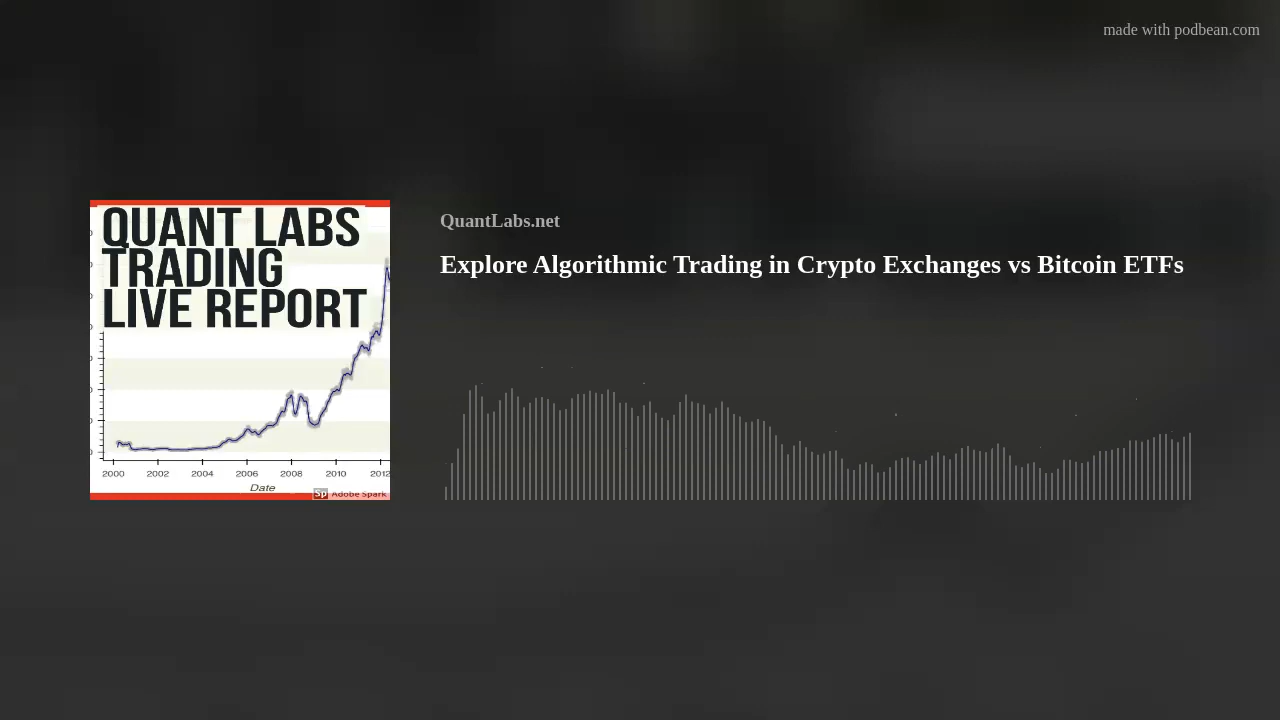 made with podbean.com
QUANT LABS
TRADING
LIVE REPORT
2000 2002 2004 2006 2008 2010 2012
Date
Sp Adobe Spark
QuantLabs.net
Explore Algorithmic Trading in Crypto Exchanges vs Bitcoin ETFs